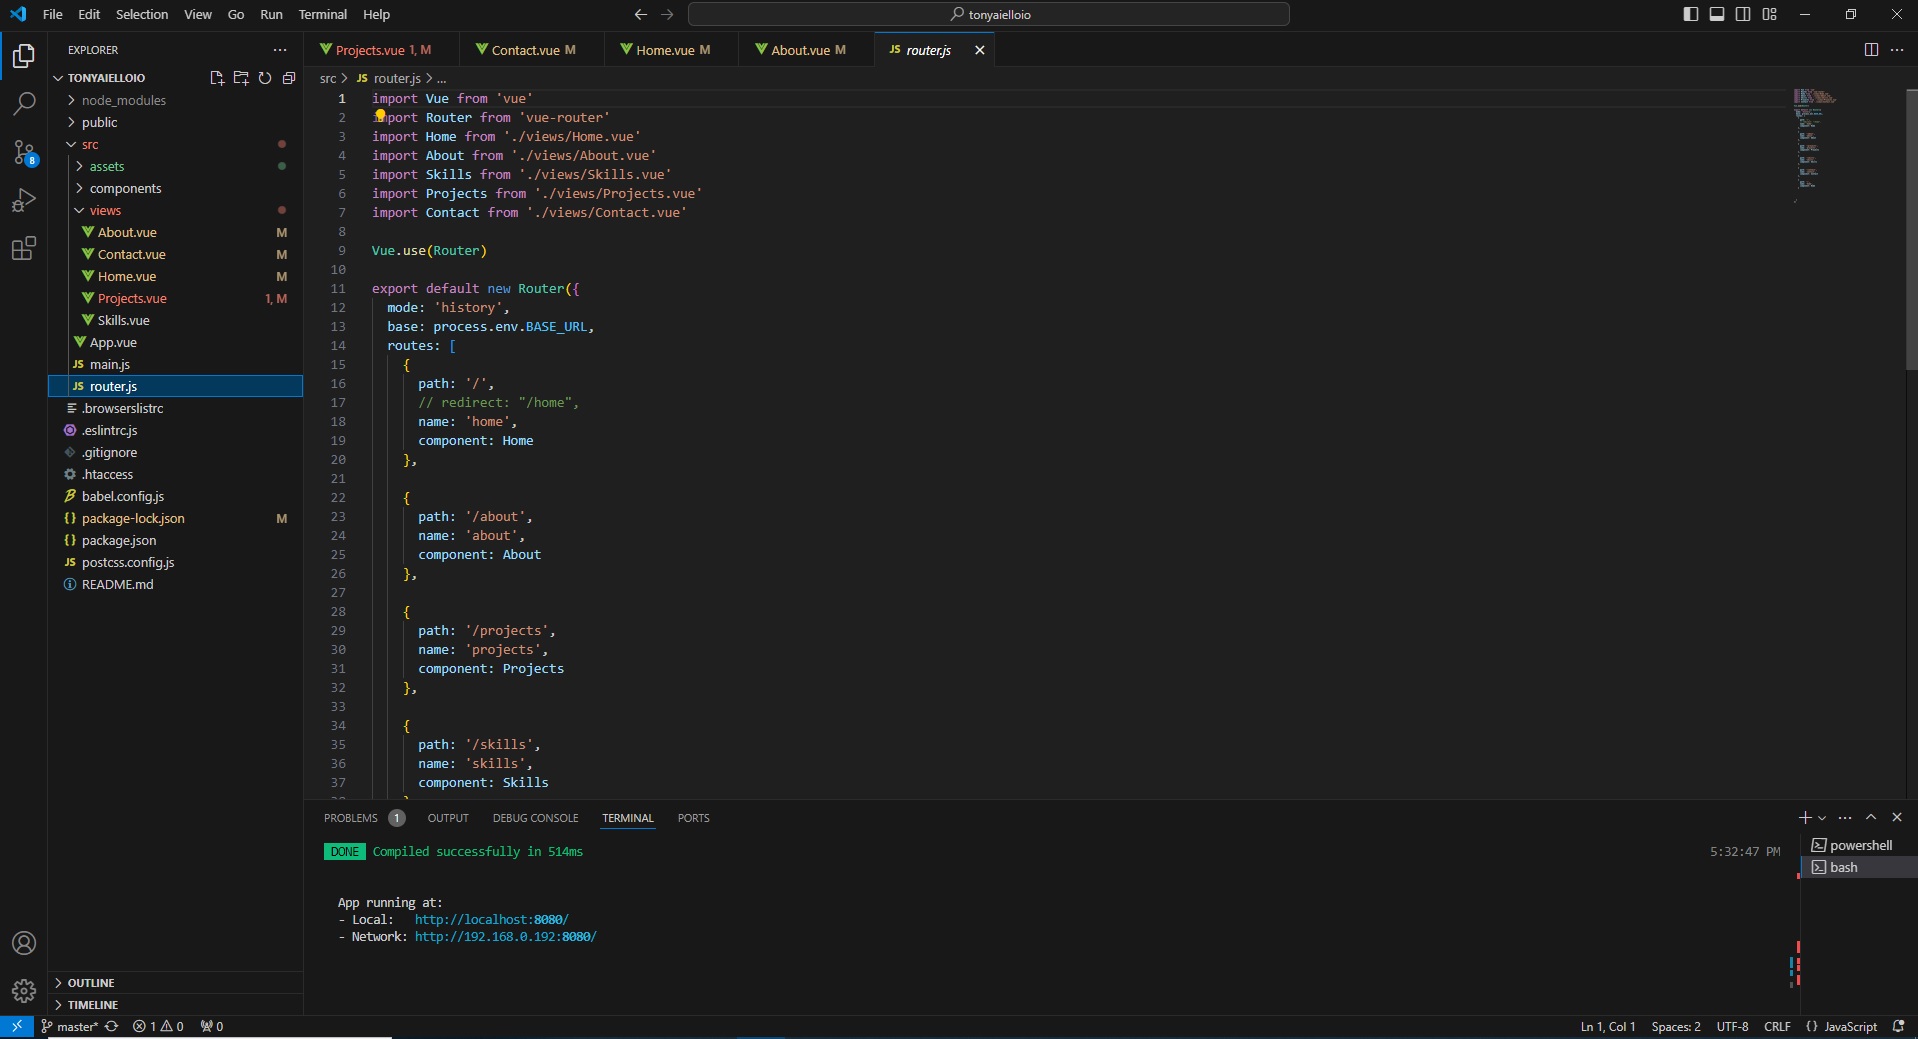 File Edit Selection View Go Run Terminal Help
tonyaielloio
EXPLORER
TONYAIELLOIO
node_modules
public
src
assets
components
views
About.vue M
Contact.vue M
Home.vue M
Projects.vue 1, M
Skills.vue
App.vue
JS main.js
JS router.js
.browserslistrc
.eslintrc.js
.gitignore
.htaccess
babel.config.js
{} package-lock.json M
{} package.json
JS postcss.config.js
README.md
OUTLINE
TIMELINE
8
Projects.vue 1, M
Contact.vue M
Home.vue M
About.vue M
JS router.js
src > JS router.js > ...
1 import Vue from 'vue'
2 import Router from 'vue-router'
3 import Home from './views/Home.vue'
4 import About from './views/About.vue'
5 import Skills from './views/Skills.vue'
6 import Projects from './views/Projects.vue'
7 import Contact from './views/Contact.vue'
8
9 Vue.use(Router)
10
11 export default new Router({
12 mode: 'history',
13 base: process.env.BASE_URL,
14 routes: [
15 {
16 path: '/',
17 // redirect: "/home",
18 name: 'home',
19 component: Home
20 },
21
22 {
23 path: '/about',
24 name: 'about',
25 component: About
26 },
27
28 {
29 path: '/projects',
30 name: 'projects',
31 component: Projects
32 },
33
34 {
35 path: '/skills',
36 name: 'skills',
37 component: Skills
PROBLEMS 1 OUTPUT DEBUG CONSOLE TERMINAL PORTS
DONE Compiled successfully in 514ms 5:32:47 PM
App running at:
- Local: http://localhost:8080/
- Network: http://192.168.0.192:8080/
powershell
bash
master* 1 0 0
Ln 1, Col 1 Spaces: 2 UTF-8 CRLF {} JavaScript